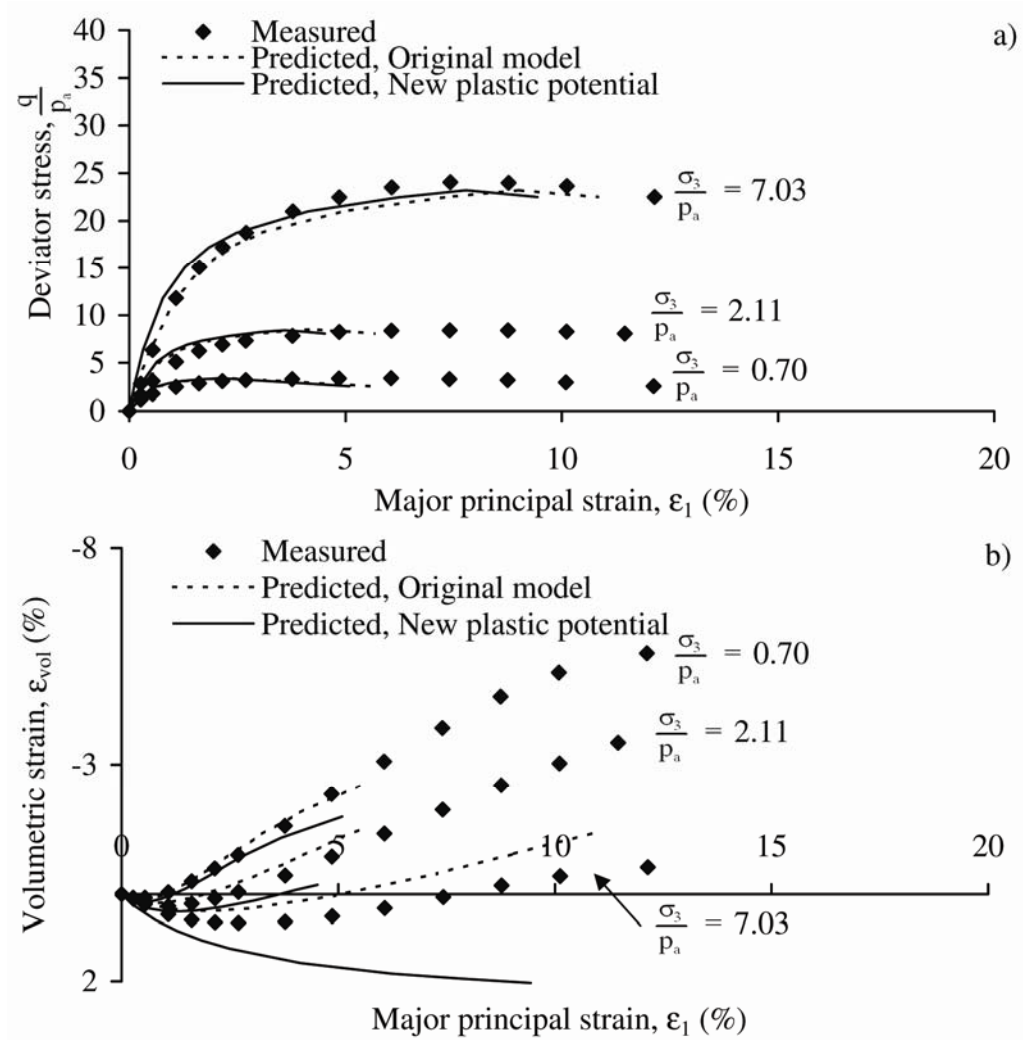 40
35
30
25
20
15
10
5
0
Deviator stress, q/pₐ
Measured
Predicted, Original model
Predicted, New plastic potential
a)
σ₃/pₐ = 7.03
σ₃/pₐ = 2.11
σ₃/pₐ = 0.70
0 5 10 15 20
Major principal strain, ε₁ (%)
-8
-3
2
Volumetric strain, εvol (%)
Measured
Predicted, Original model
Predicted, New plastic potential
b)
σ₃/pₐ = 0.70
σ₃/pₐ = 2.11
0 5 10 15 20
σ₃/pₐ = 7.03
Major principal strain, ε₁ (%)